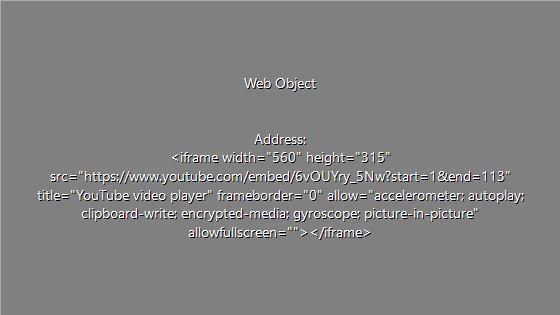 Web Object
Address:
<iframe width="560" height="315"
src="https://www.youtube.com/embed/6vOUYry_5Nw?start=1&end=113"
title="YouTube video player" frameborder="0" allow="accelerometer; autoplay;
clipboard-write; encrypted-media; gyroscope; picture-in-picture"
allowfullscreen=""></iframe>